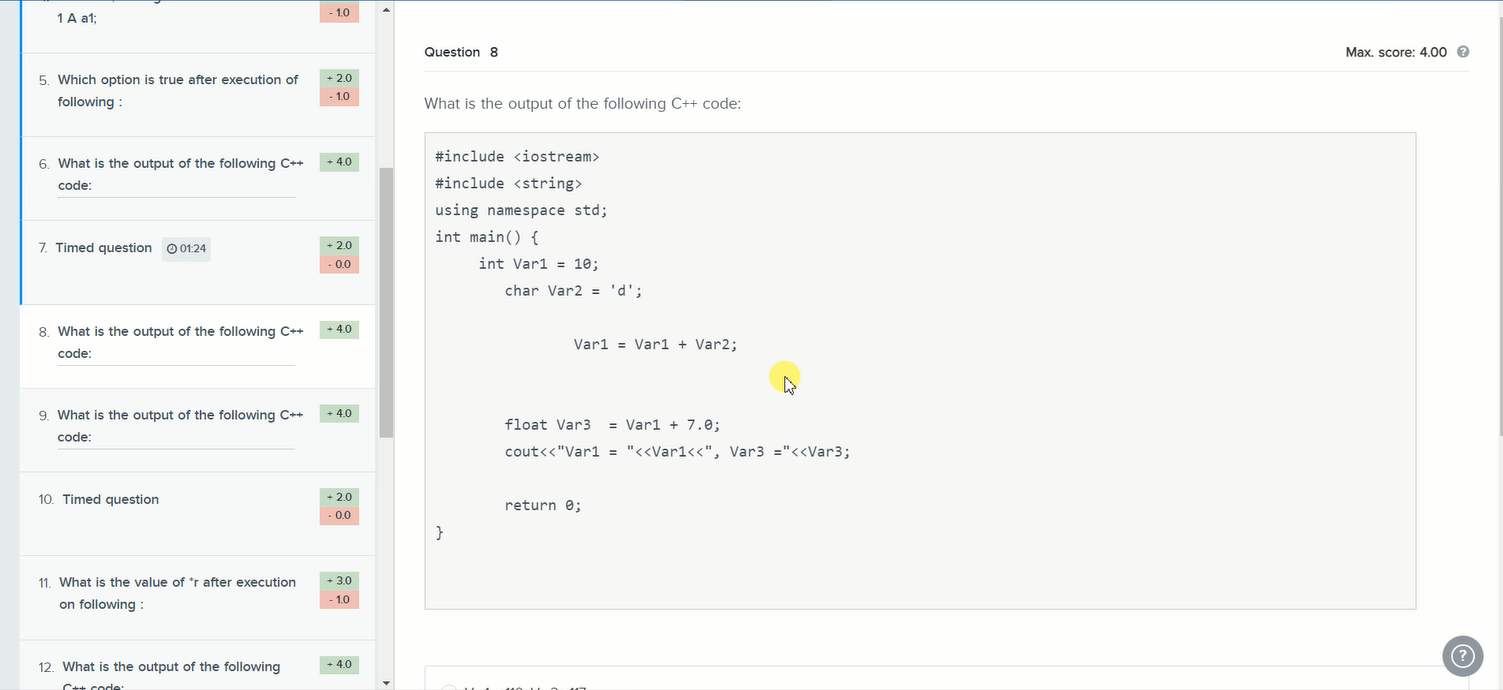 1 A a1;
- 1.0
5. Which option is true after execution of
following :
+ 2.0
- 1.0
6. What is the output of the following C++
code:
+ 4.0
7. Timed question 01:24
+ 2.0
- 0.0
8. What is the output of the following C++
code:
+ 4.0
9. What is the output of the following C++
code:
+ 4.0
10. Timed question
+ 2.0
- 0.0
11. What is the value of *r after execution
on following :
+ 3.0
- 1.0
12. What is the output of the following
C++ code:
+ 4.0
Question 8
Max. score: 4.00 ?
What is the output of the following C++ code:
#include <iostream>
#include <string>
using namespace std;
int main() {
int Var1 = 10;
char Var2 = 'd';
Var1 = Var1 + Var2;
float Var3 = Var1 + 7.0;
cout<<"Var1 = "<<Var1<<", Var3 ="<<Var3;
return 0;
}
?